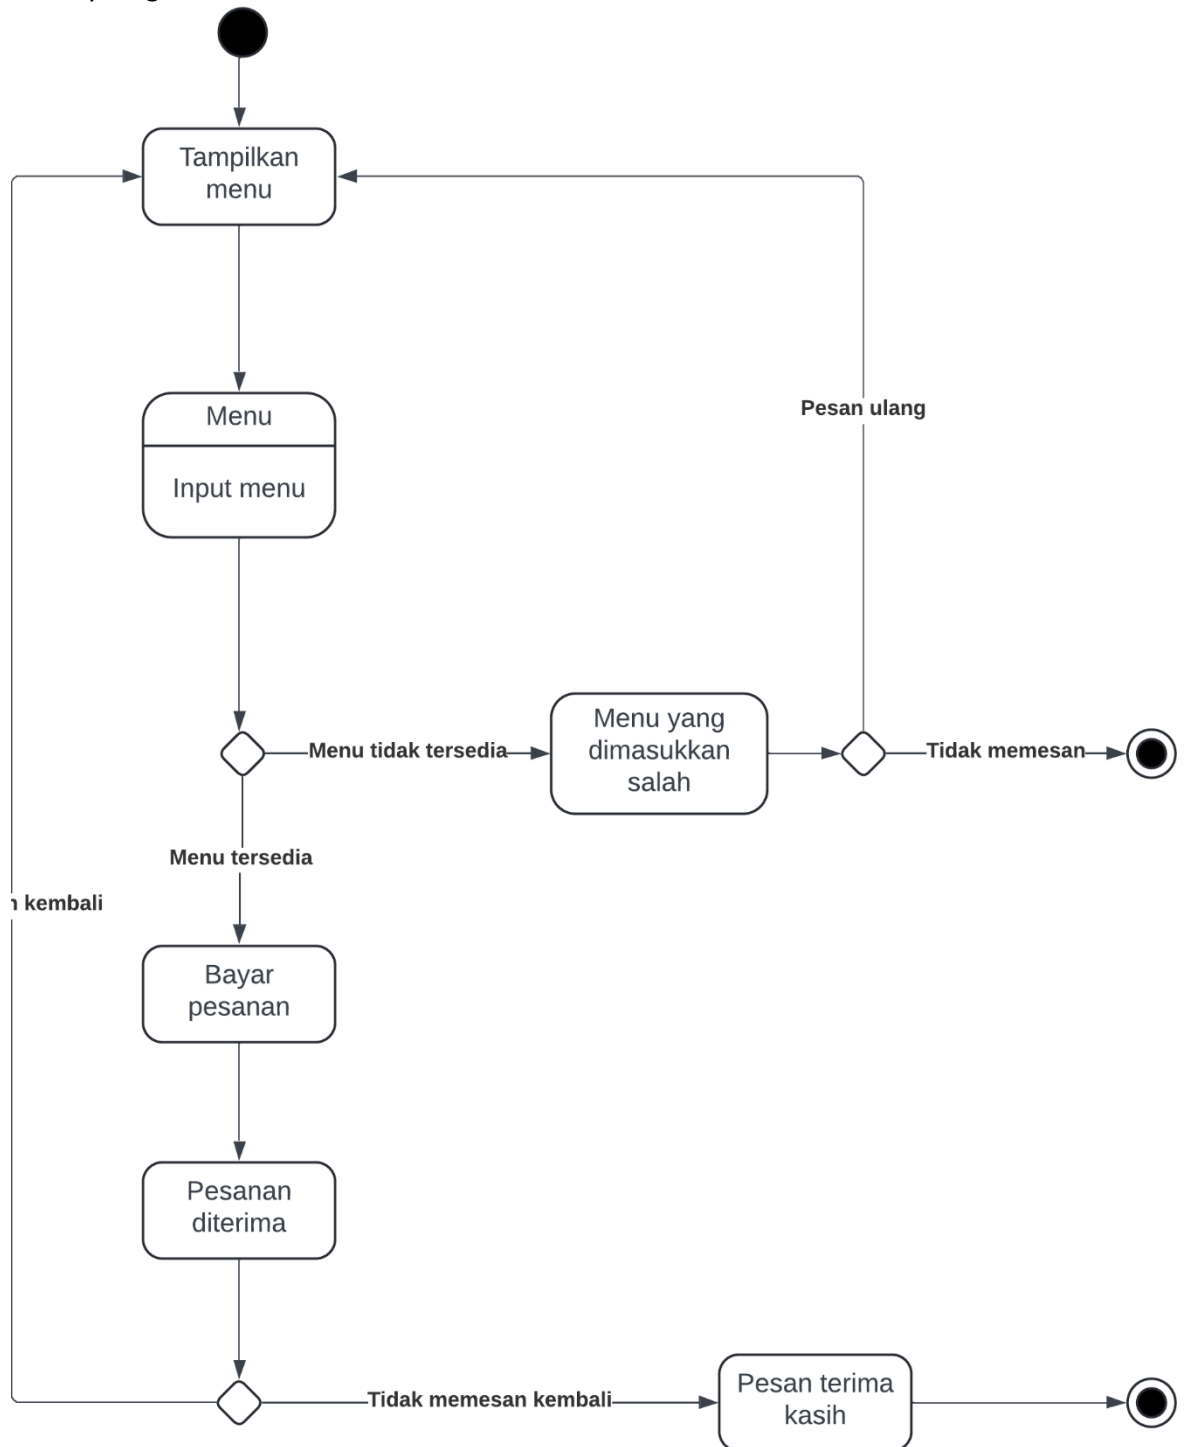 Tampilkan
menu
Menu
Input menu
Pesan ulang
Menu tidak tersedia
Menu yang
dimasukkan
salah
Tidak memesan
Menu tersedia
kembali
Bayar
pesanan
Pesanan
diterima
Tidak memesan kembali
Pesan terima
kasih